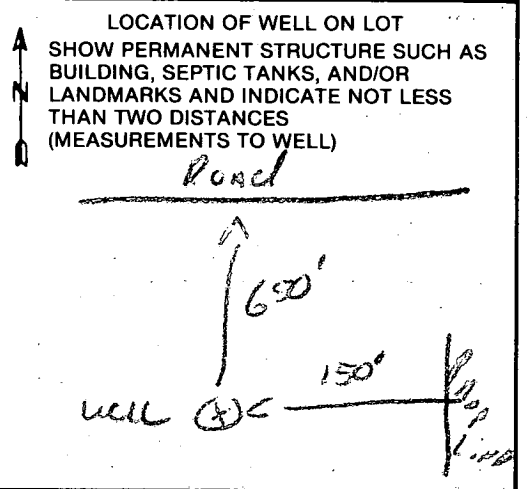 LOCATION OF WELL ON LOT
SHOW PERMANENT STRUCTURE SUCH AS
BUILDING, SEPTIC TANKS, AND/OR
N LANDMARKS AND INDICATE NOT LESS
THAN TWO DISTANCES
(MEASUREMENTS TO WELL)
Road
650'
150'
well
Prop
Line